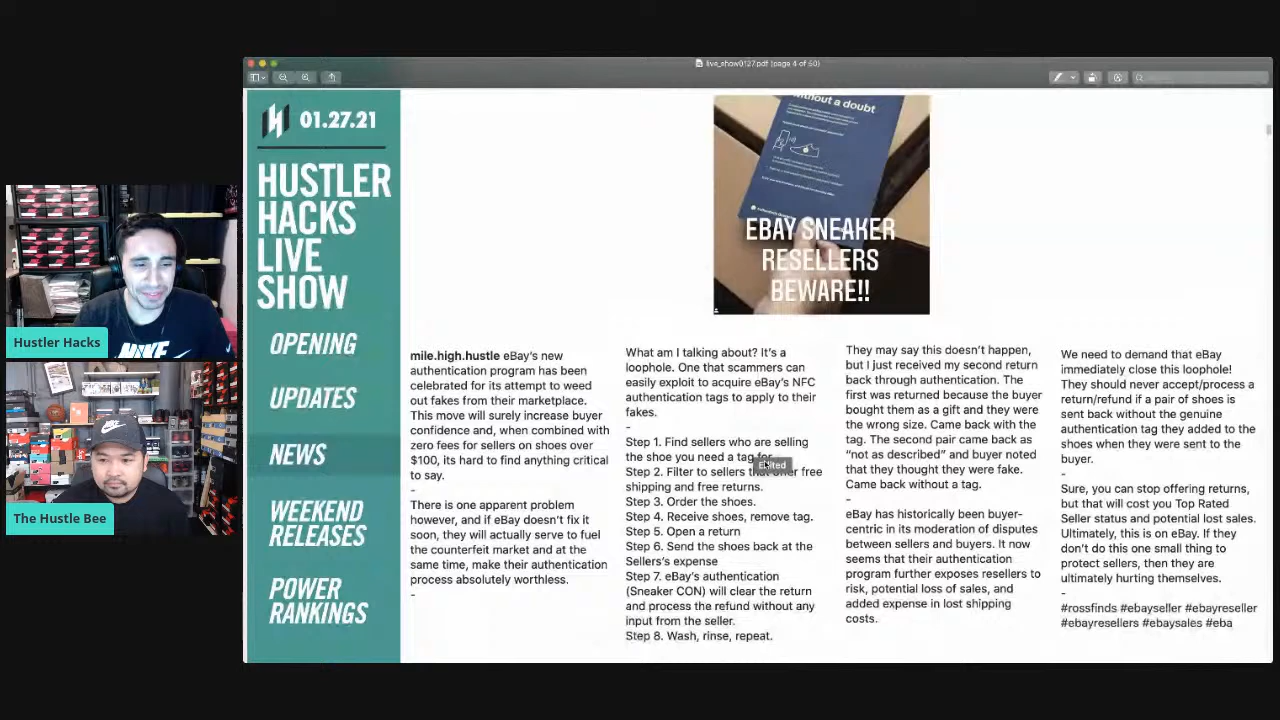 live_show0127.pdf (page 4 of 50)
01.27.21
HUSTLER
HACKS
LIVE
SHOW
OPENING
UPDATES
NEWS
WEEKEND
RELEASES
POWER
RANKINGS
Hustler Hacks
NIKE
The Hustle Bee
without a doubt
EBAY SNEAKER
RESELLERS
BEWARE!!
mile.high.hustle eBay's new
authentication program has been
celebrated for its attempt to weed
out fakes from their marketplace.
This move will surely increase buyer
confidence and, when combined with
zero fees for sellers on shoes over
$100, its hard to find anything critical
to say.
-
There is one apparent problem
however, and if eBay doesn't fix it
soon, they will actually serve to fuel
the counterfeit market and at the
same time, make their authentication
process absolutely worthless.
-
What am I talking about? It's a
loophole. One that scammers can
easily exploit to acquire eBay's NFC
authentication tags to apply to their
fakes.
-
Step 1. Find sellers who are selling
the shoe you need a tag for.
Step 2. Filter to sellers that offer free
shipping and free returns.
Step 3. Order the shoes.
Step 4. Receive shoes, remove tag.
Step 5. Open a return
Step 6. Send the shoes back at the
Sellers's expense
Step 7. eBay's authentication
(Sneaker CON) will clear the return
and process the refund without any
input from the seller.
Step 8. Wash, rinse, repeat.
Edited
They may say this doesn't happen,
but I just received my second return
back through authentication. The
first was returned because the buyer
bought them as a gift and they were
the wrong size. Came back with the
tag. The second pair came back as
"not as described" and buyer noted
that they thought they were fake.
Came back without a tag.
-
eBay has historically been buyer-
centric in its moderation of disputes
between sellers and buyers. It now
seems that their authentication
program further exposes resellers to
risk, potential loss of sales, and
added expense in lost shipping
costs.
We need to demand that eBay
immediately close this loophole!
They should never accept/process a
return/refund if a pair of shoes is
sent back without the genuine
authentication tag they added to the
shoes when they were sent to the
buyer.
-
Sure, you can stop offering returns,
but that will cost you Top Rated
Seller status and potential lost sales.
Ultimately, this is on eBay. If they
don't do this one small thing to
protect sellers, then they are
ultimately hurting themselves.
-
#rossfinds #ebayseller #ebayreseller
#ebayresellers #ebaysales #eba